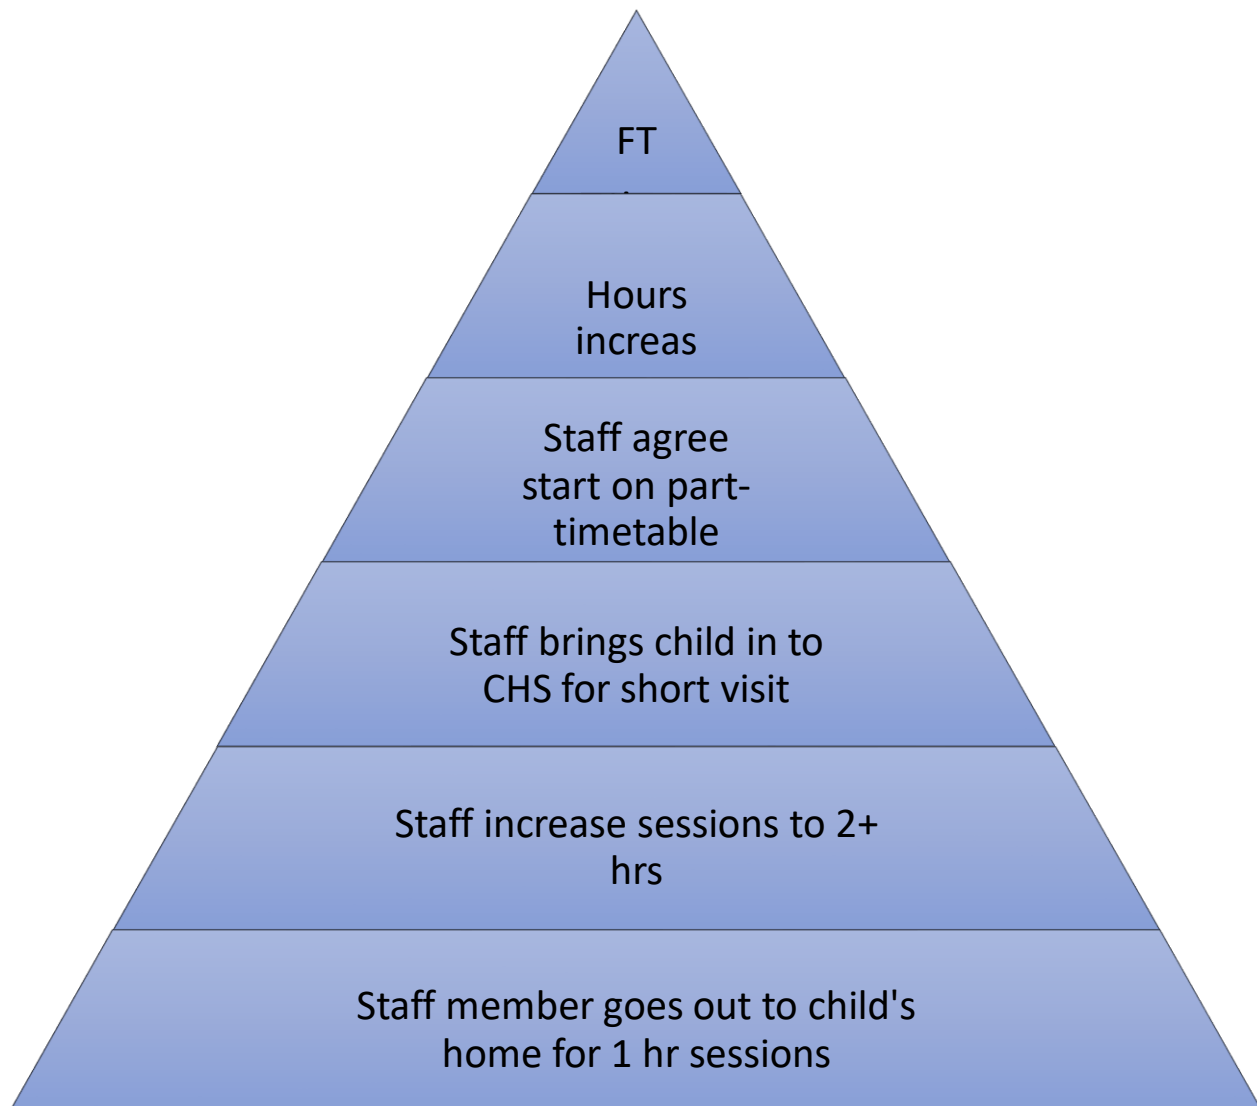 FT
Hours
increas
Staff agree
start on part-
timetable
Staff brings child in to
CHS for short visit
Staff increase sessions to 2+
hrs
Staff member goes out to child's
home for 1 hr sessions